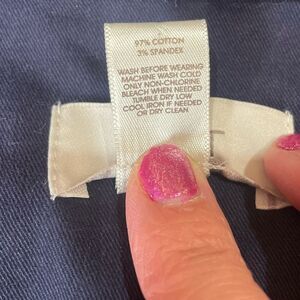 97% COTTON
3% SPANDEX
WASH BEFORE WEARING
MACHINE WASH COLD
ONLY NON-CHLORINE
BLEACH WHEN NEEDED
TUMBLE DRY LOW
COOL IRON IF NEEDED
OR DRY CLEAN